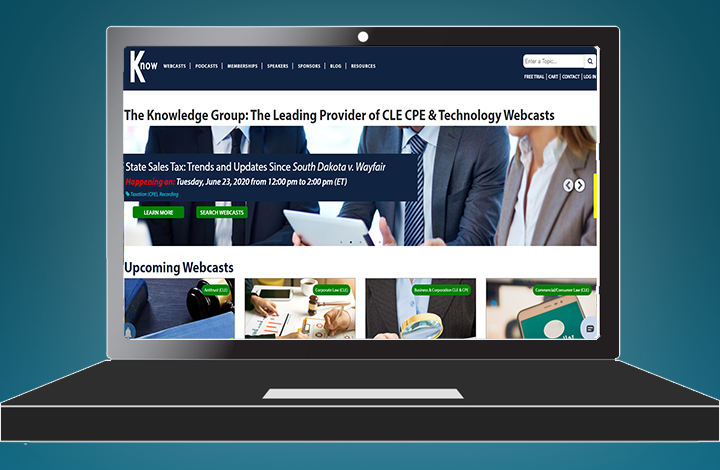 Know
WEBCASTS | PODCASTS | MEMBERSHIPS | SPEAKERS | SPONSORS | BLOG | RESOURCES
Enter a Topic...
FREE TRIAL | CART | CONTACT | LOG IN
The Knowledge Group: The Leading Provider of CLE CPE & Technology Webcasts
State Sales Tax: Trends and Updates Since South Dakota v. Wayfair
Happening on: Tuesday, June 23, 2020 from 12:00 pm to 2:00 pm (ET)
Taxation (CPE), Recording
LEARN MORE
SEARCH WEBCASTS
Upcoming Webcasts
Antitrust (CLE)
Corporate Law (CLE)
Business & Corporation CLE & CPE
Commercial/Consumer Law (CLE)